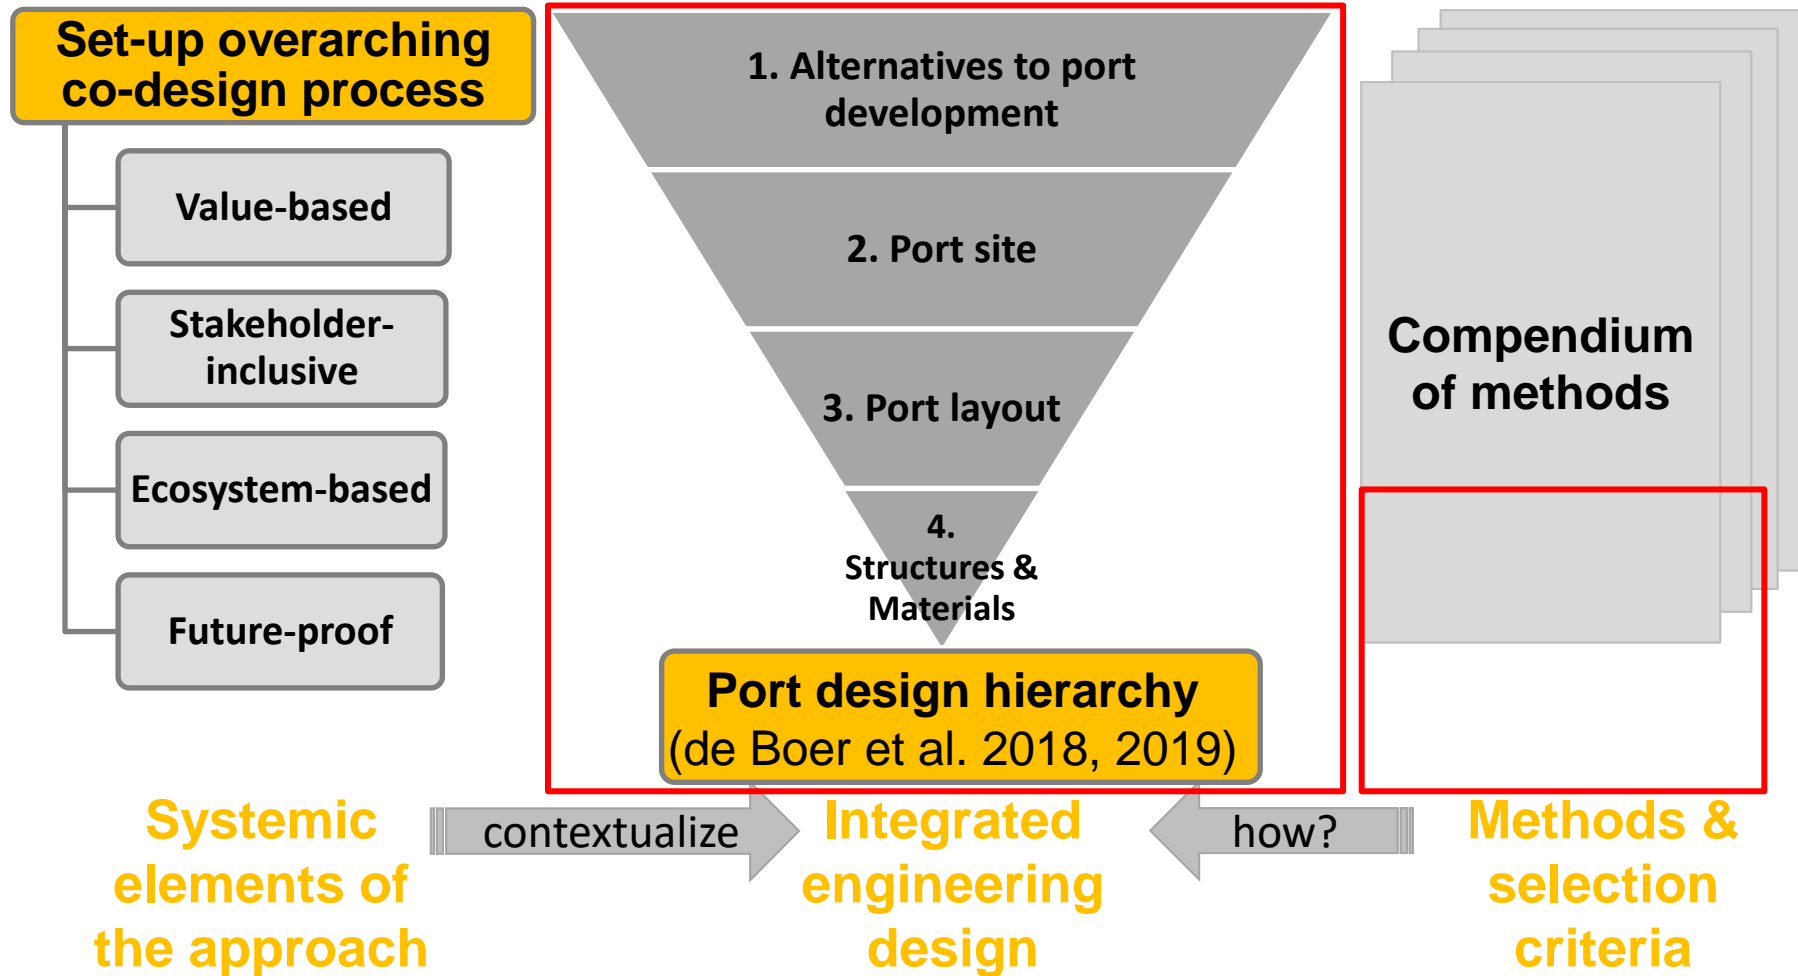 Set-up overarching
co-design process
Value-based
Stakeholder-
inclusive
Ecosystem-based
Future-proof
1. Alternatives to port
development
2. Port site
3. Port layout
4.
Structures &
Materials
Port design hierarchy
(de Boer et al. 2018, 2019)
Compendium
of methods
Systemic
elements of
the approach
contextualize
Integrated
engineering
design
how?
Methods &
selection
criteria